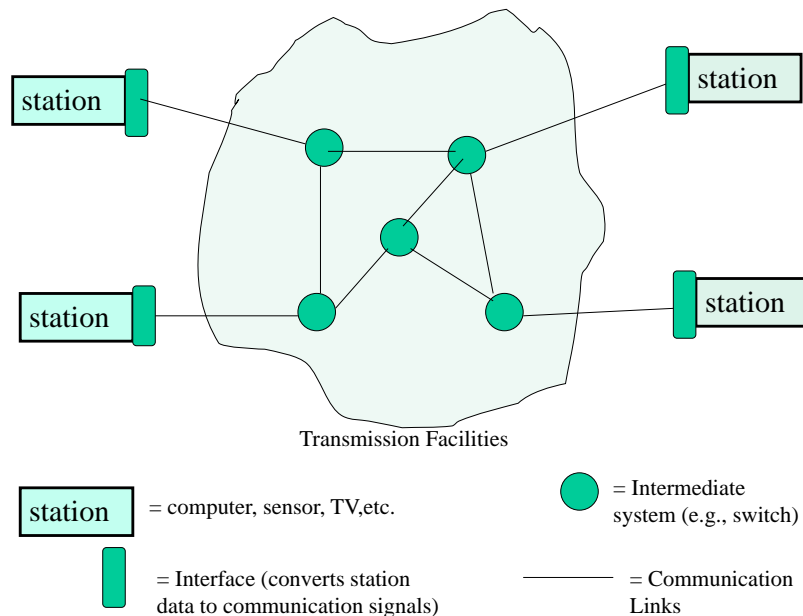 station
station
station
station
Transmission Facilities
station
= computer, sensor, TV,etc.
= Intermediate
system (e.g., switch)
= Interface (converts station
data to communication signals)
= Communication
Links